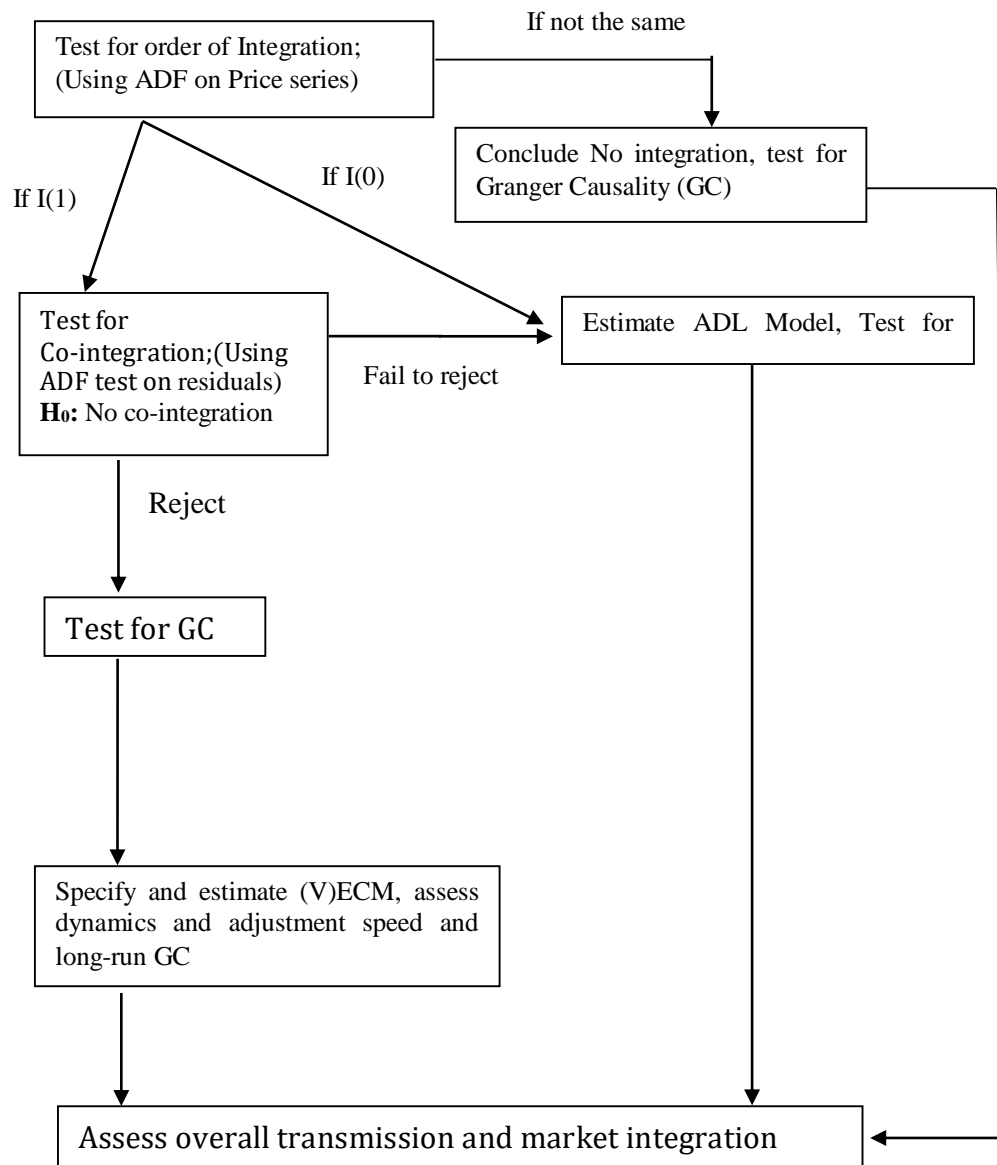 If not the same
Test for order of Integration;
(Using ADF on Price series)
Conclude No integration, test for
Granger Causality (GC)
If I(0)
If I(1)
Test for
Co-integration;(Using
ADF test on residuals)
H₀: No co-integration
Estimate ADL Model, Test for
Fail to reject
Reject
Test for GC
Specify and estimate (V)ECM, assess
dynamics and adjustment speed and
long-run GC
Assess overall transmission and market integration